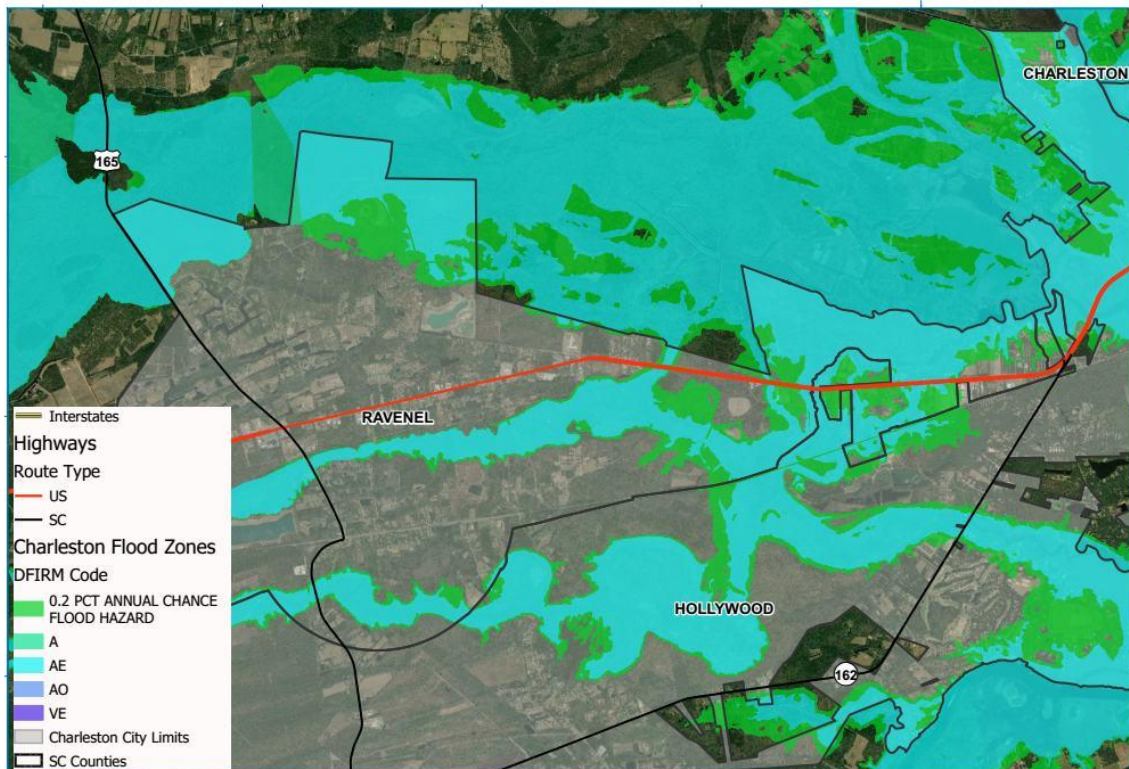 CHARLESTON
165
RAVENEL
HOLLYWOOD
162
Interstates
Highways
Route Type
US
SC
Charleston Flood Zones
DFIRM Code
0.2 PCT ANNUAL CHANCE
FLOOD HAZARD
A
AE
AO
VE
Charleston City Limits
SC Counties